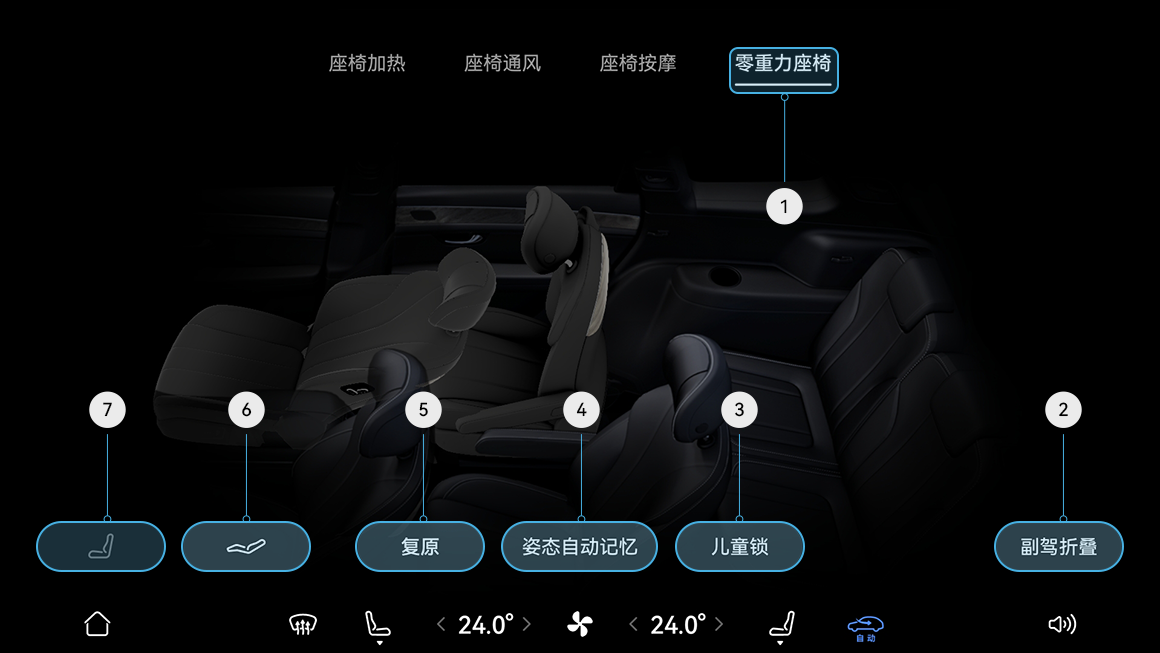 座椅加热
座椅通风
座椅按摩
零重力座椅
1
7
6
5
4
3
2
复原
姿态自动记忆
儿童锁
副驾折叠
24.0°
24.0°
自动